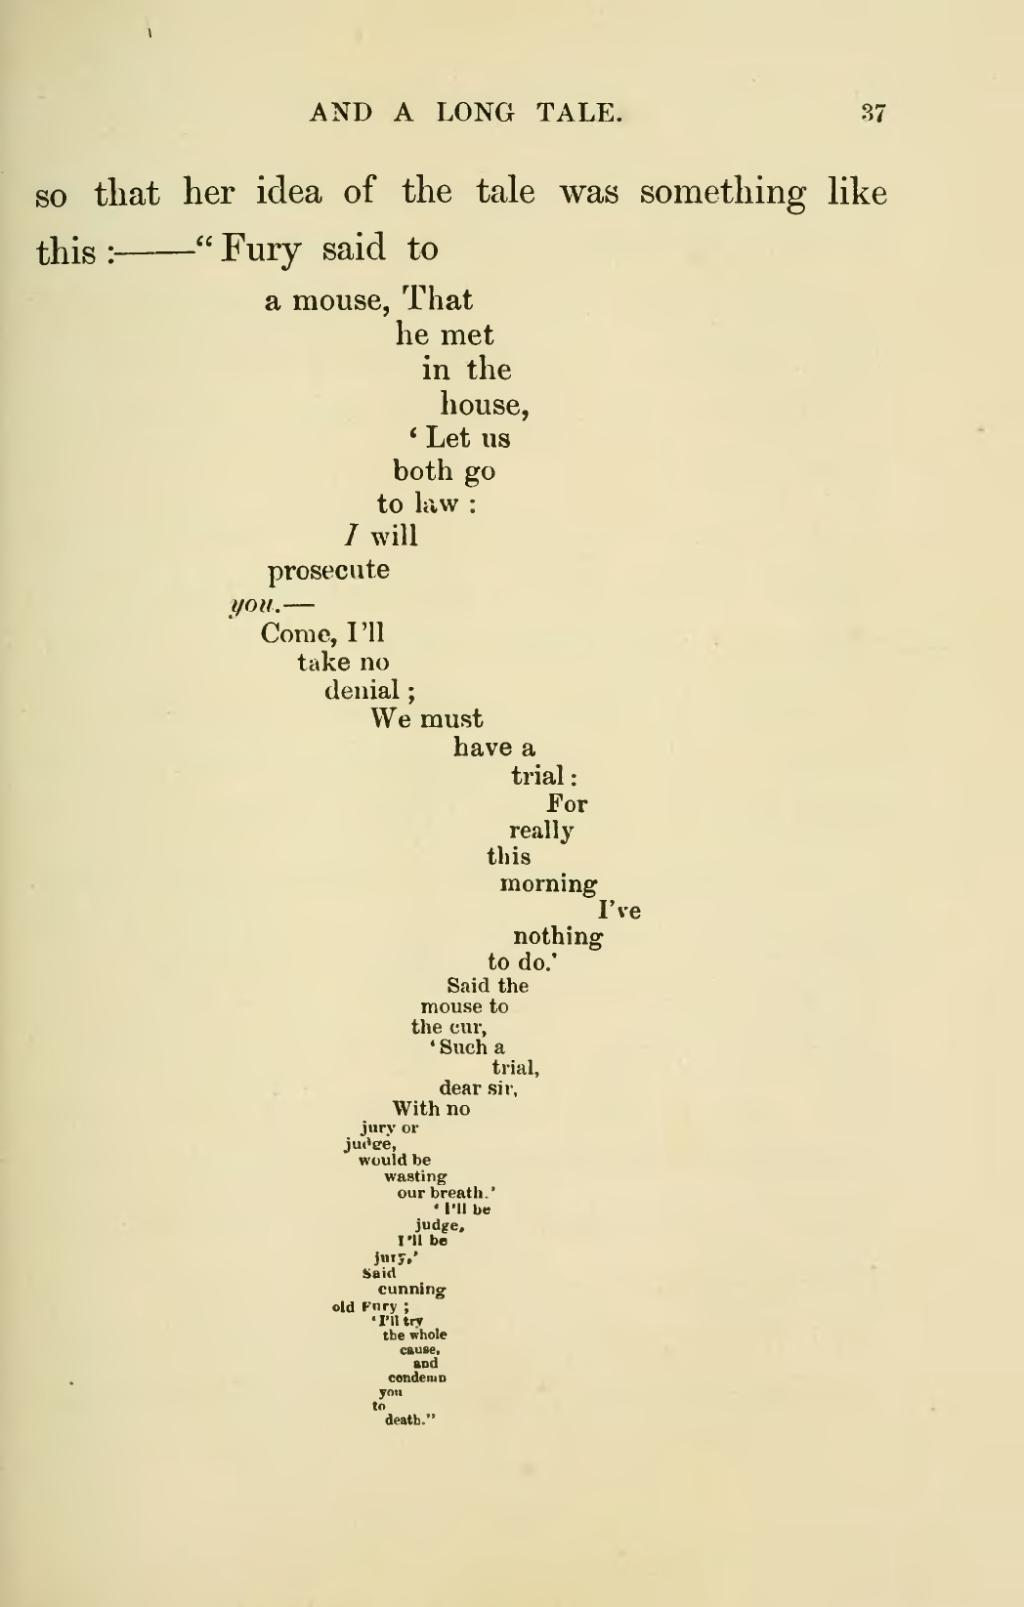 AND A LONG TALE. 37
so that her idea of the tale was something like
this :——“ Fury said to
a mouse, That
he met
in the
house,
‘ Let us
both go
to law :
I will
prosecute
you.—
Come, I’ll
take no
denial ;
We must
have a
trial :
For
really
this
morning
I’ve
nothing
to do.’
Said the
mouse to
the cur,
‘ Such a
trial,
dear sir,
With no
jury or
judge,
would be
wasting
our breath.’
‘ I’ll be
judge,
I’ll be
jury,’
Said
cunning
old Fury ;
‘ I’ll try
the whole
cause,
and
condemn
you
to
death.”